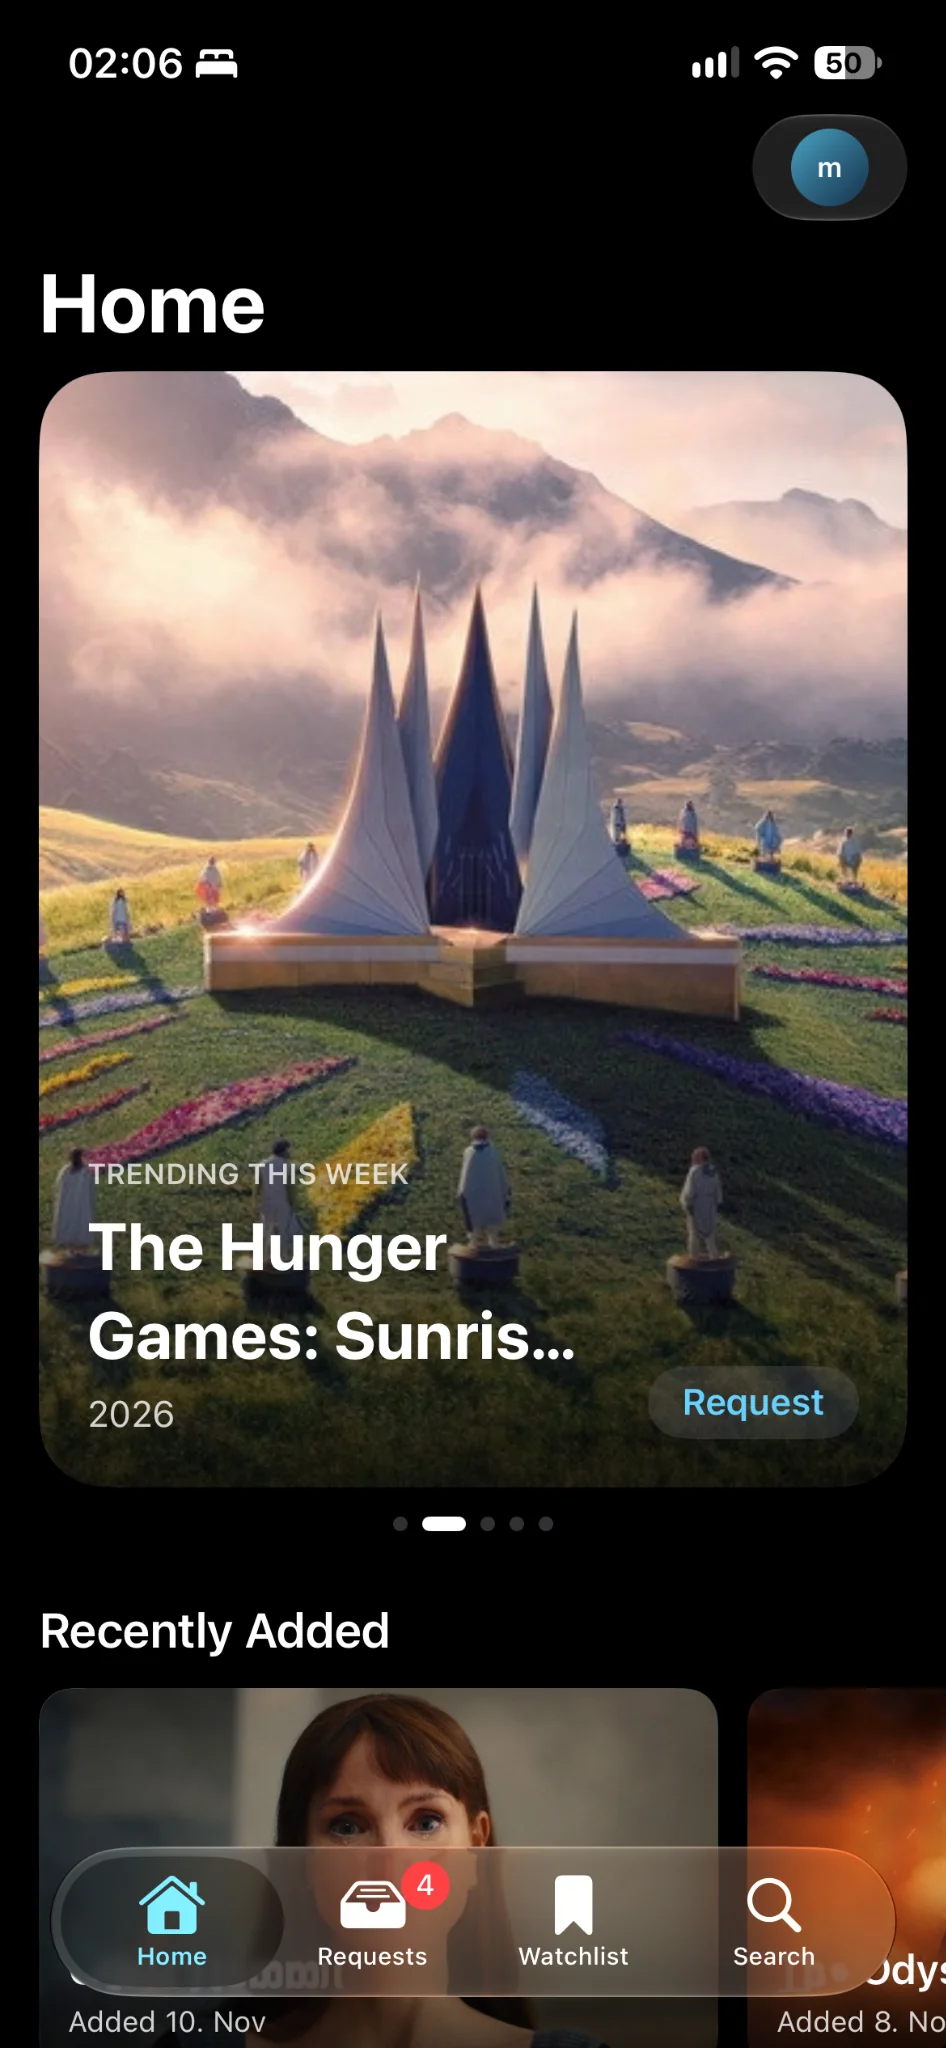 02:06
50
m
Home
TRENDING THIS WEEK
The Hunger
Games: Sunris...
2026
Request
Recently Added
4
Home
Requests
Watchlist
Search
Added 10. Nov
Added 8. No